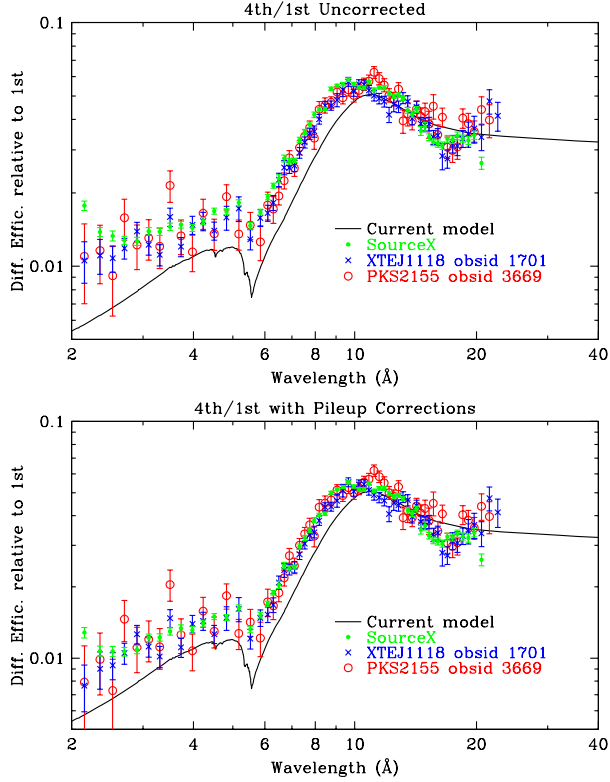 4th/1st Uncorrected
0.1
0.01
Diff. Effic. relative to 1st
Current model
SourceX
XTEJ1118 obsid 1701
PKS2155 obsid 3669
2 4 6 8 10 20 40
Wavelength (Å)
4th/1st with Pileup Corrections
0.1
0.01
Diff. Effic. relative to 1st
Current model
SourceX
XTEJ1118 obsid 1701
PKS2155 obsid 3669
2 4 6 8 10 20 40
Wavelength (Å)